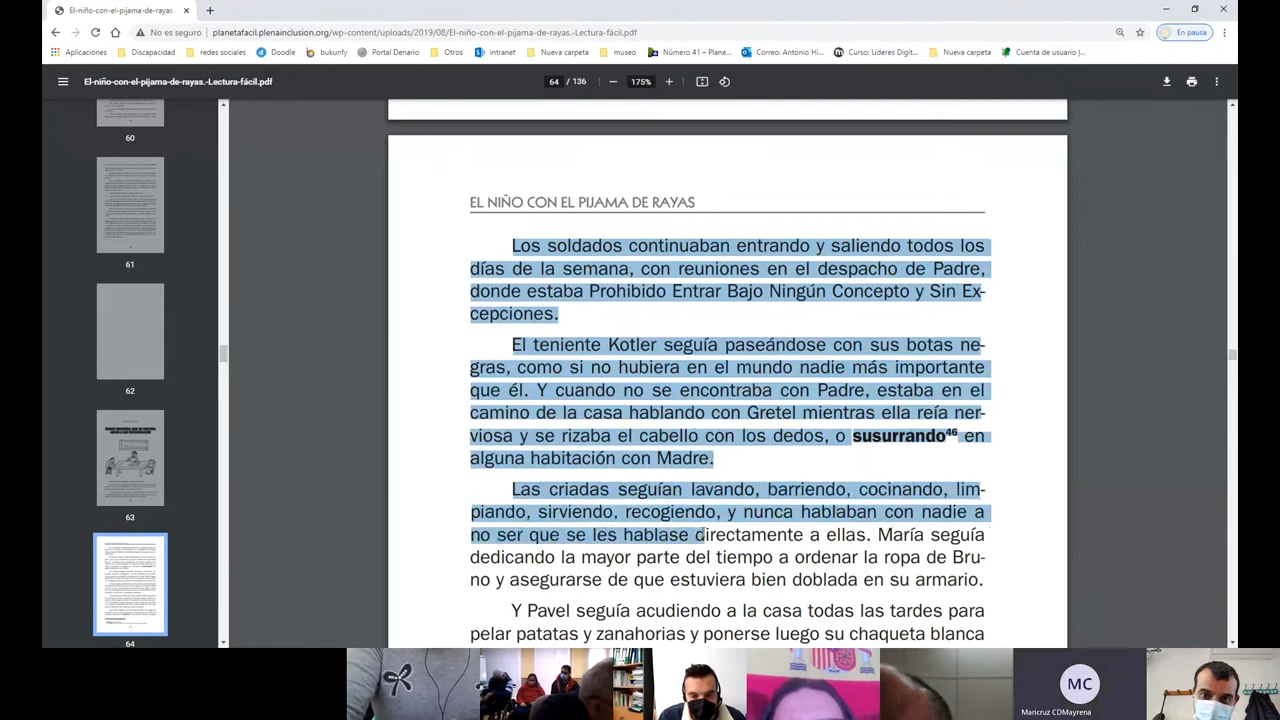 El-niño-con-el-pijama-de-rayas.-
No es seguro planetafacil.plenainclusion.org/wp-content/uploads/2019/08/El-niño-con-el-pijama-de-rayas.-Lectura-fácil.pdf
En pausa
Aplicaciones Discapacidad redes sociales Doodle bukunfy Portal Denario Otros intranet Nueva carpeta museo Número 41 – Plane... Correo: Antonio Hi... Curso: Líderes Digit... Nueva carpeta Cuenta de usuario|...
El-niño-con-el-pijama-de-rayas.-Lectura-fácil.pdf
64 / 136
175%
60
61
62
63
64
EL NIÑO CON EL PIJAMA DE RAYAS
Los soldados continuaban entrando y saliendo todos los
días de la semana, con reuniones en el despacho de Padre,
donde estaba Prohibido Entrar Bajo Ningún Concepto y Sin Ex-
cepciones.
El teniente Kotler seguía paseándose con sus botas ne-
gras, como si no hubiera en el mundo nadie más importante
que él. Y cuando no se encontraba con Padre, estaba en el
camino de la casa hablando con Gretel mientras ella reía ner-
viosa y se rizaba el cabello con los dedos, o susurrando46 en
alguna habitación con Madre.
Las criadas seguían lavando, barriendo, cocinando, lim-
piando, sirviendo, recogiendo, y nunca hablaban con nadie a
no ser que se les hablase directamente a ellas. María seguía
dedicando la mayor parte del tiempo a ordenar la ropa de Bru-
no y asegurarse de que estuviera bien doblada en su armario.
Y Pavel seguía acudiendo a la casa todas las tardes para
pelar patatas y zanahorias y ponerse luego su chaqueta blanca
MC
Maricruz CDMayrena